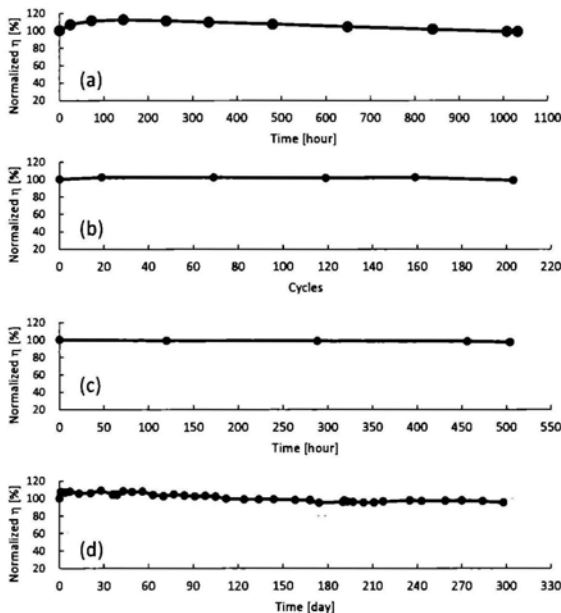 Normalized η [%]
120
100
80
60
40
20
(a)
0 100 200 300 400 500 600 700 800 900 1000 1100
Time [hour]
Normalized η [%]
120
100
80
60
40
20
(b)
0 20 40 60 80 100 120 140 160 180 200 220
Cycles
Normalized η [%]
120
100
80
60
40
20
(c)
0 50 100 150 200 250 300 350 400 450 500 550
Time [hour]
Normalized η [%]
120
100
80
60
40
20
(d)
0 30 60 90 120 150 180 210 240 270 300 330
Time [day]